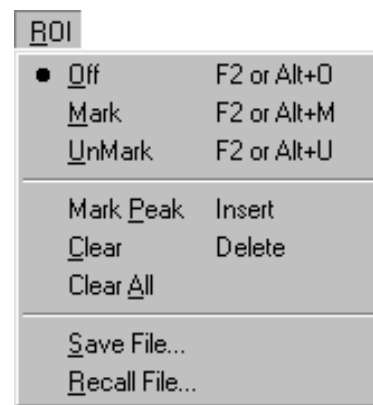 ROI
Off F2 or Alt+O
Mark F2 or Alt+M
UnMark F2 or Alt+U
Mark Peak Insert
Clear Delete
Clear All
Save File...
Recall File...